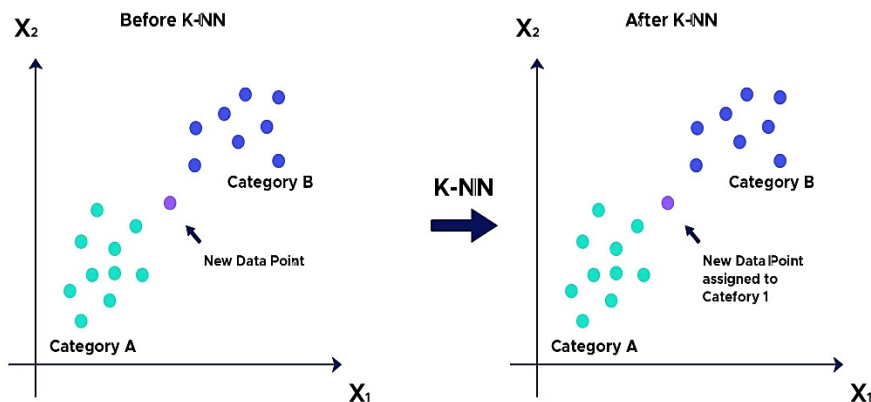 Before K-NN
X2
Category B
New Data Point
Category A
X1
K-NN
After K-NN
X2
Category B
New Data Point
assigned to
Catefory 1
Category A
X1